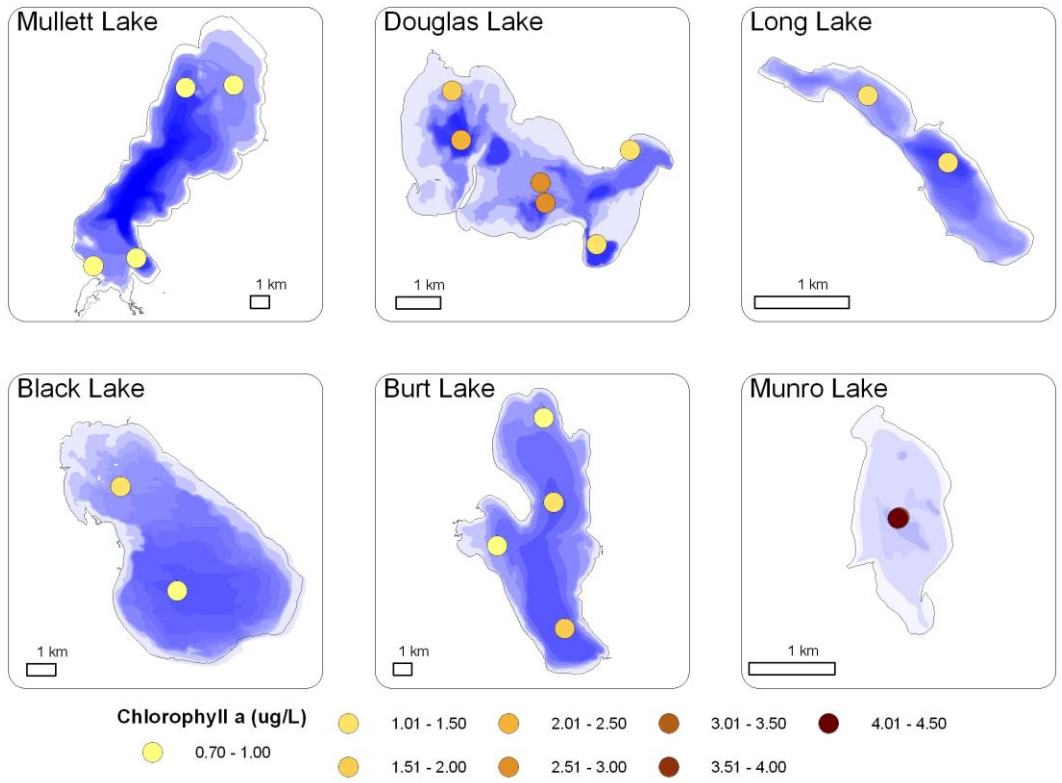 Mullett Lake
Douglas Lake
Long Lake
1 km
1 km
1 km
Black Lake
Burt Lake
Munro Lake
1 km
1 km
1 km
Chlorophyll a (ug/L)
0.70 - 1.00
1.01 - 1.50
1.51 - 2.00
2.01 - 2.50
2.51 - 3.00
3.01 - 3.50
3.51 - 4.00
4.01 - 4.50